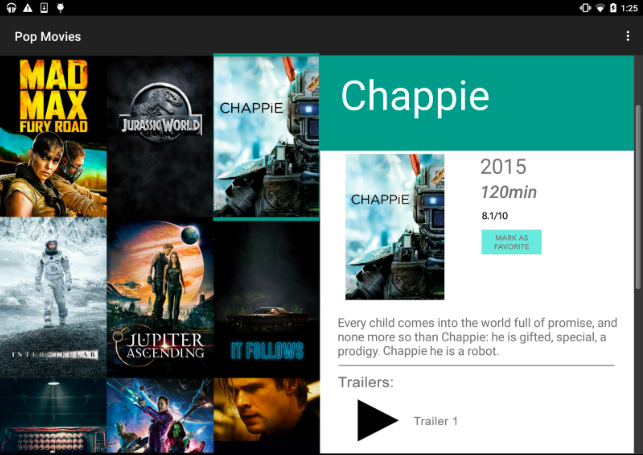 1:25
Pop Movies
MAD
MAX
FURY ROAD
JURASSIC WORLD
CHAPPiE
INTERSTELLAR
JUPITER
ASCENDING
IT FOLLOWS
Chappie
CHAPPiE
2015
120min
8.1/10
MARK AS
FAVORITE
Every child comes into the world full of promise, and
none more so than Chappie: he is gifted, special, a
prodigy. Chappie he is a robot.
Trailers:
Trailer 1